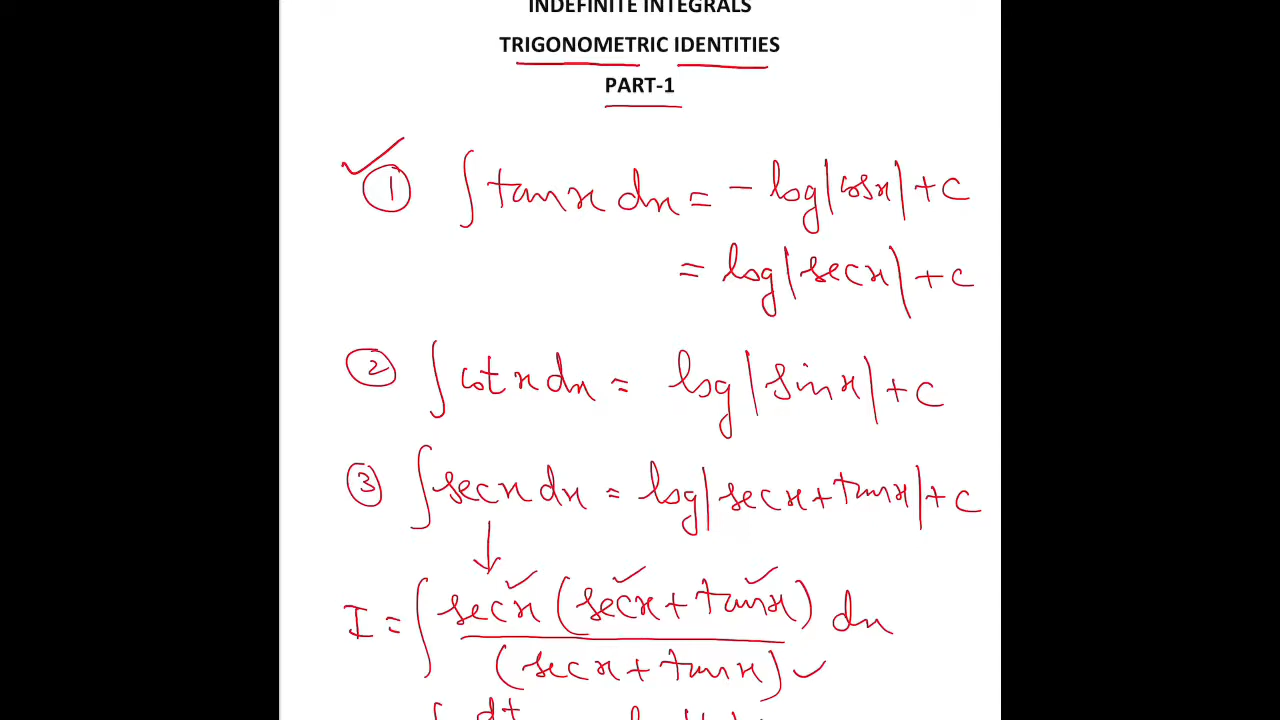 INDEFINITE INTEGRALS
TRIGONOMETRIC IDENTITIES
PART-1
① ∫ tanx dx = - log|cosx| + c
= log|secx| + c
② ∫ cotx dx = log|sinx| + c
③ ∫ secx dx = log|secx + tanx| + c
I = ∫ secx (secx + tanx) dx
(secx + tanx)
∫ dt